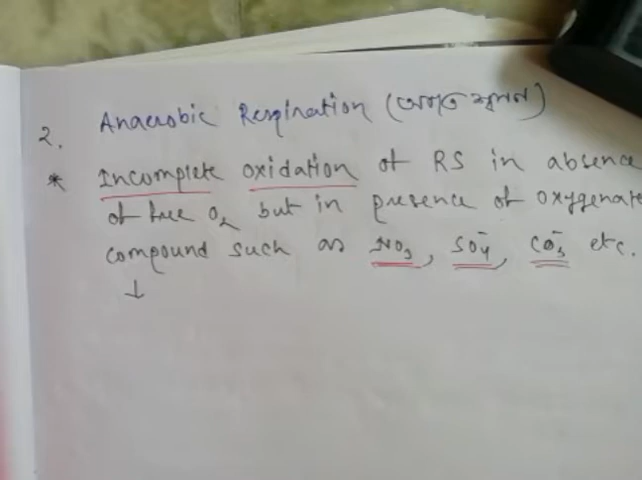 2. Anaerobic Respiration (অবাত শ্বসন)
* Incomplete oxidation of RS in absence
of free O₂ but in presence of oxygenate
compound such as NO₃, SO₄⁻, CO₃⁻ etc.
↓